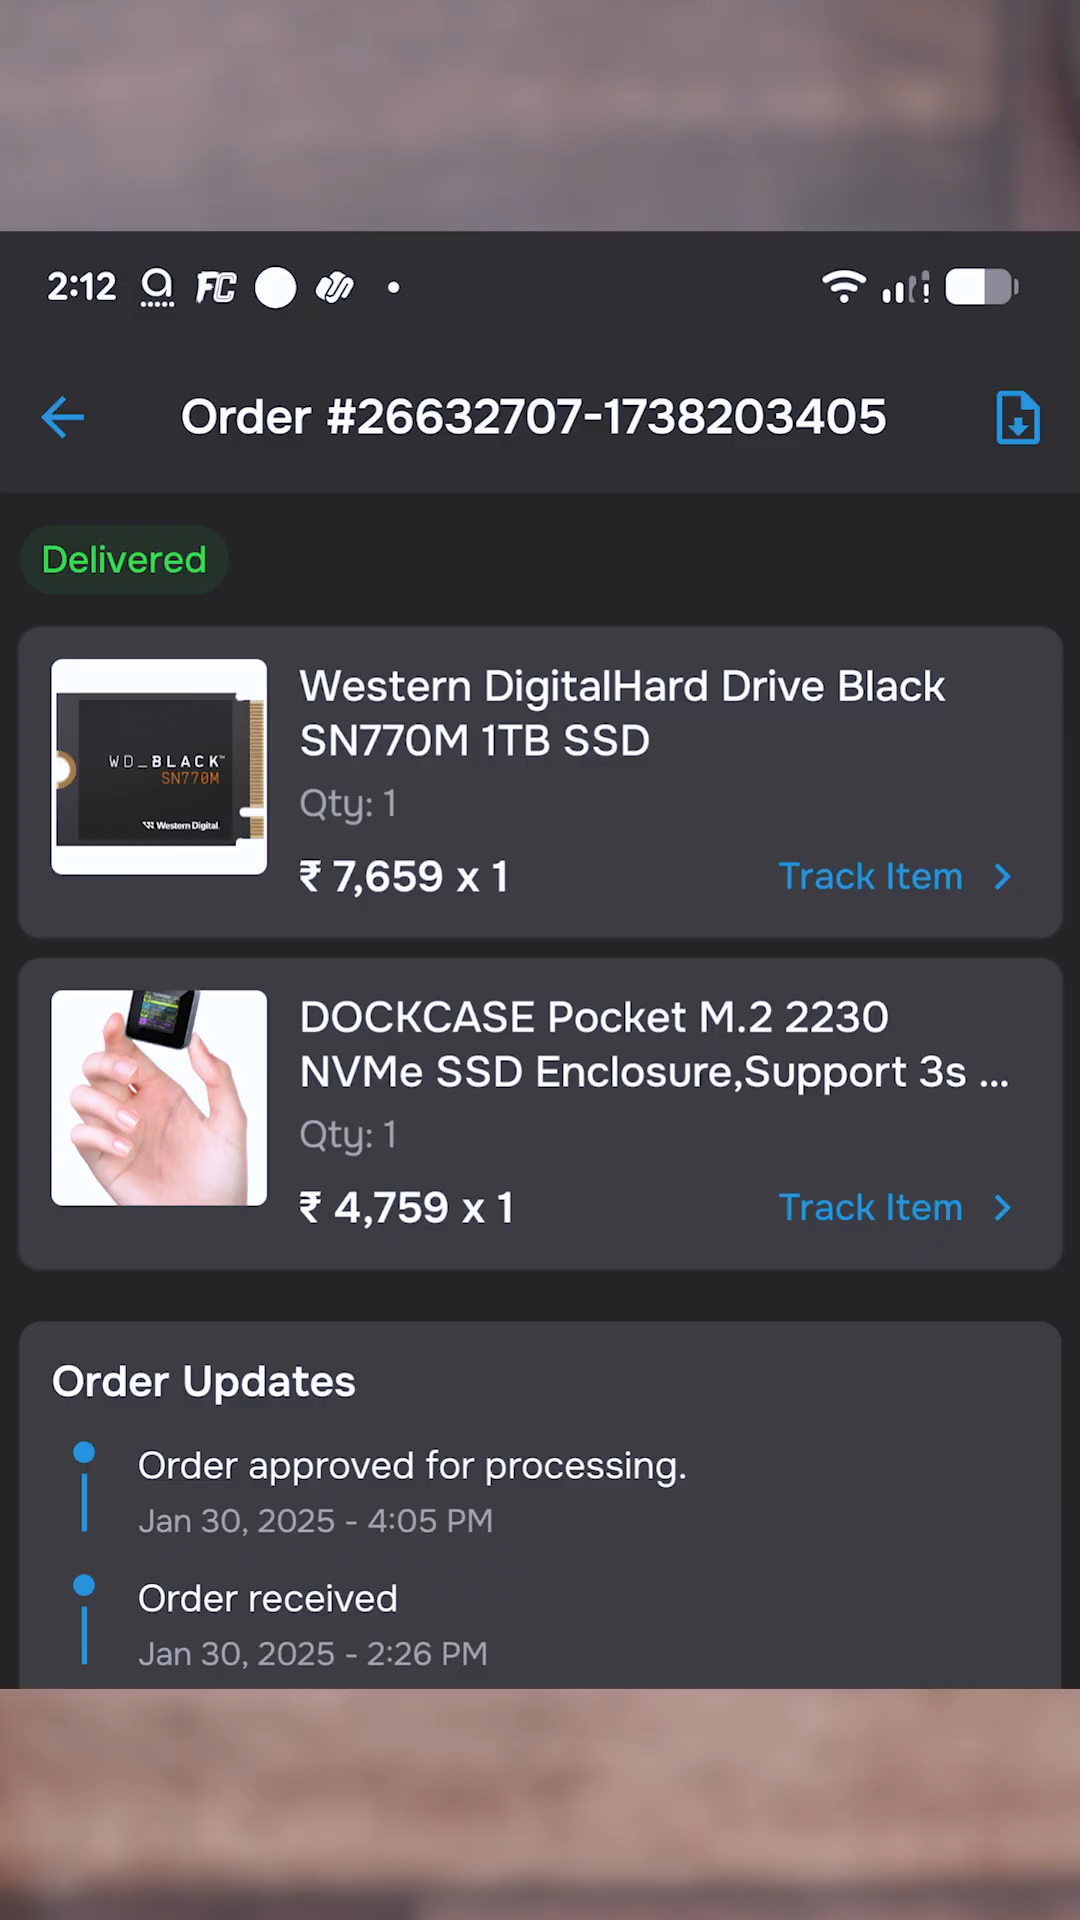 2:12
Order #26632707-1738203405
Delivered
WD_BLACK™
SN770M
Western Digital
Western DigitalHard Drive Black
SN770M 1TB SSD
Qty: 1
₹ 7,659 x 1
Track Item
DOCKCASE Pocket M.2 2230
NVMe SSD Enclosure,Support 3s ...
Qty: 1
₹ 4,759 x 1
Track Item
Order Updates
Order approved for processing.
Jan 30, 2025 - 4:05 PM
Order received
Jan 30, 2025 - 2:26 PM